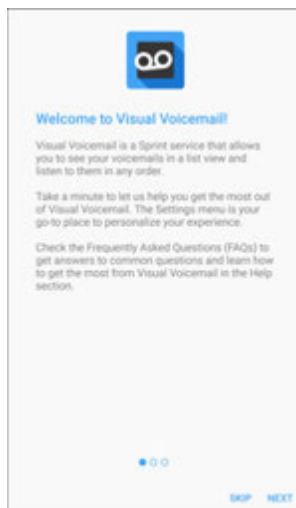 Welcome to Visual Voicemail!
Visual Voicemail is a Sprint service that allows
you to see your voicemails in a list view and
listen to them in any order.
Take a minute to let us help you get the most out
of Visual Voicemail. The Settings menu is your
go-to place to personalize your experience.
Check the Frequently Asked Questions (FAQs) to
get answers to common questions and learn how
to get the most from Visual Voicemail in the Help
section.
SKIP NEXT